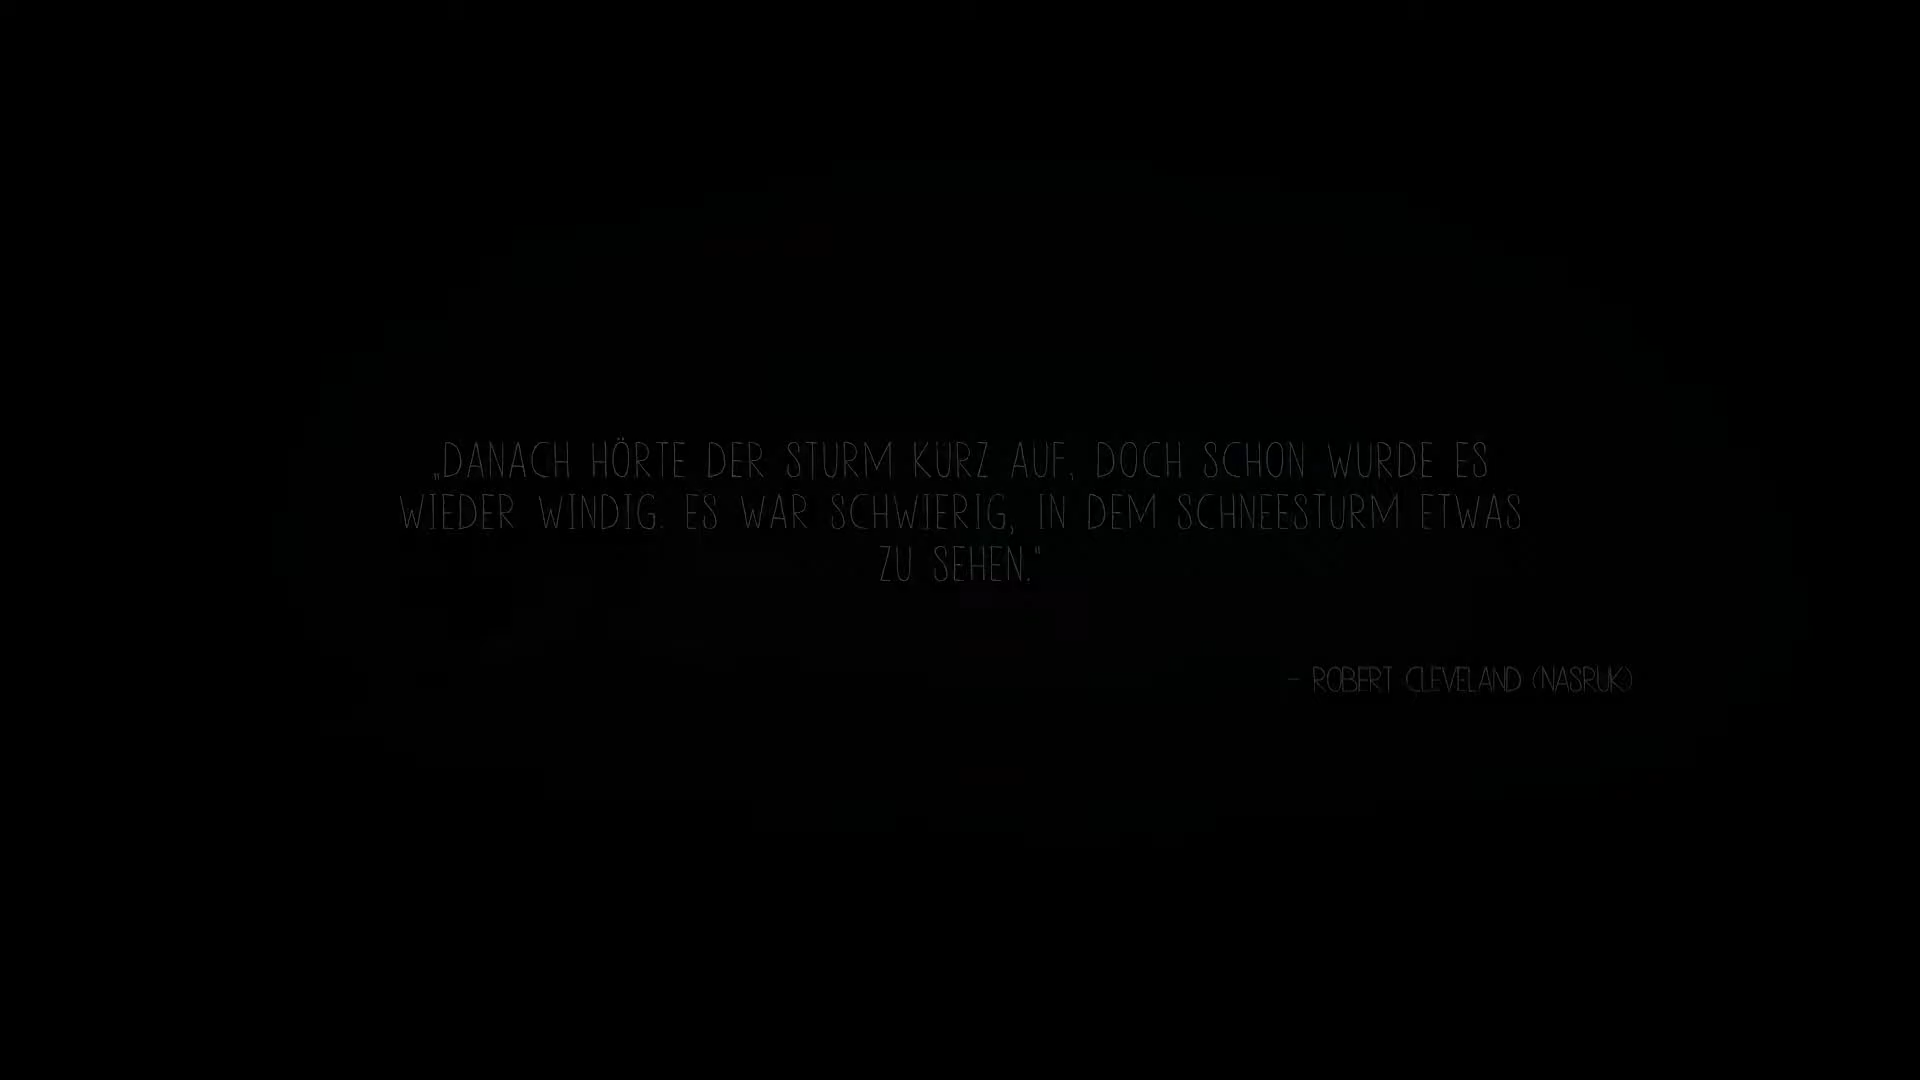 „DANACH HÖRTE DER STURM KURZ AUF, DOCH SCHON WURDE ES
WIEDER WINDIG. ES WAR SCHWIERIG, IN DEM SCHNEESTURM ETWAS
ZU SEHEN."
- ROBERT CLEVELAND (NASRUK)